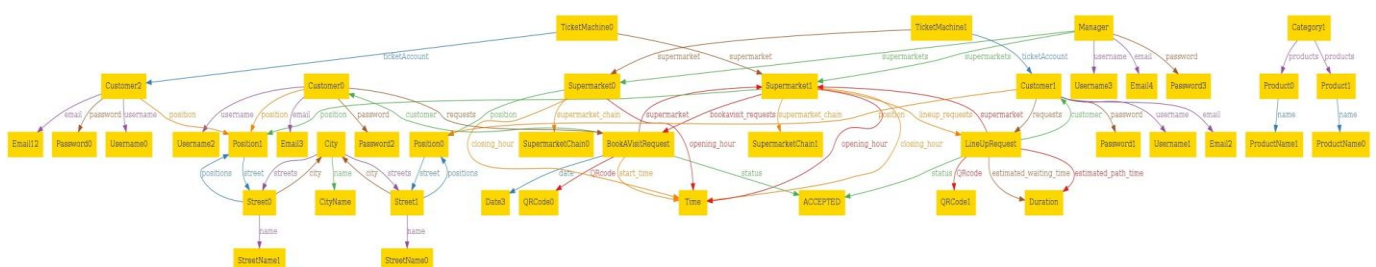 TicketMachine0
TicketMachine1
Manager
Category1
ticketAccount
supermarket
supermarket
supermarkets
supermarkets
ticketAccount
username
email
password
products
products
Customer2
Customer0
Supermarket0
Supermarket1
Customer1
Username3
Email4
Password3
Product0
Product1
email
password
username
position
username
position
email
position
password
customer
requests
position
supermarket_chain
supermarket
bookavisit_requests
supermarket_chain
position
lineup_requests
supermarket
requests
customer
password
username
email
name
name
closing_hour
opening_hour
opening_hour
closing_hour
Email12
Password0
Username0
Username2
Position1
Email3
City
Password2
Position0
SupermarketChain0
BookAVisitRequest
SupermarketChain1
LineUpRequest
Password1
Username1
Email2
ProductName1
ProductName0
positions
street
streets
city
name
city
streets
street
positions
date
QRcode
start_time
status
status
QRcode
estimated_waiting_time
estimated_path_time
Street0
CityName
Street1
Date3
QRCode0
Time
ACCEPTED
QRCode1
Duration
name
name
StreetName1
StreetName0